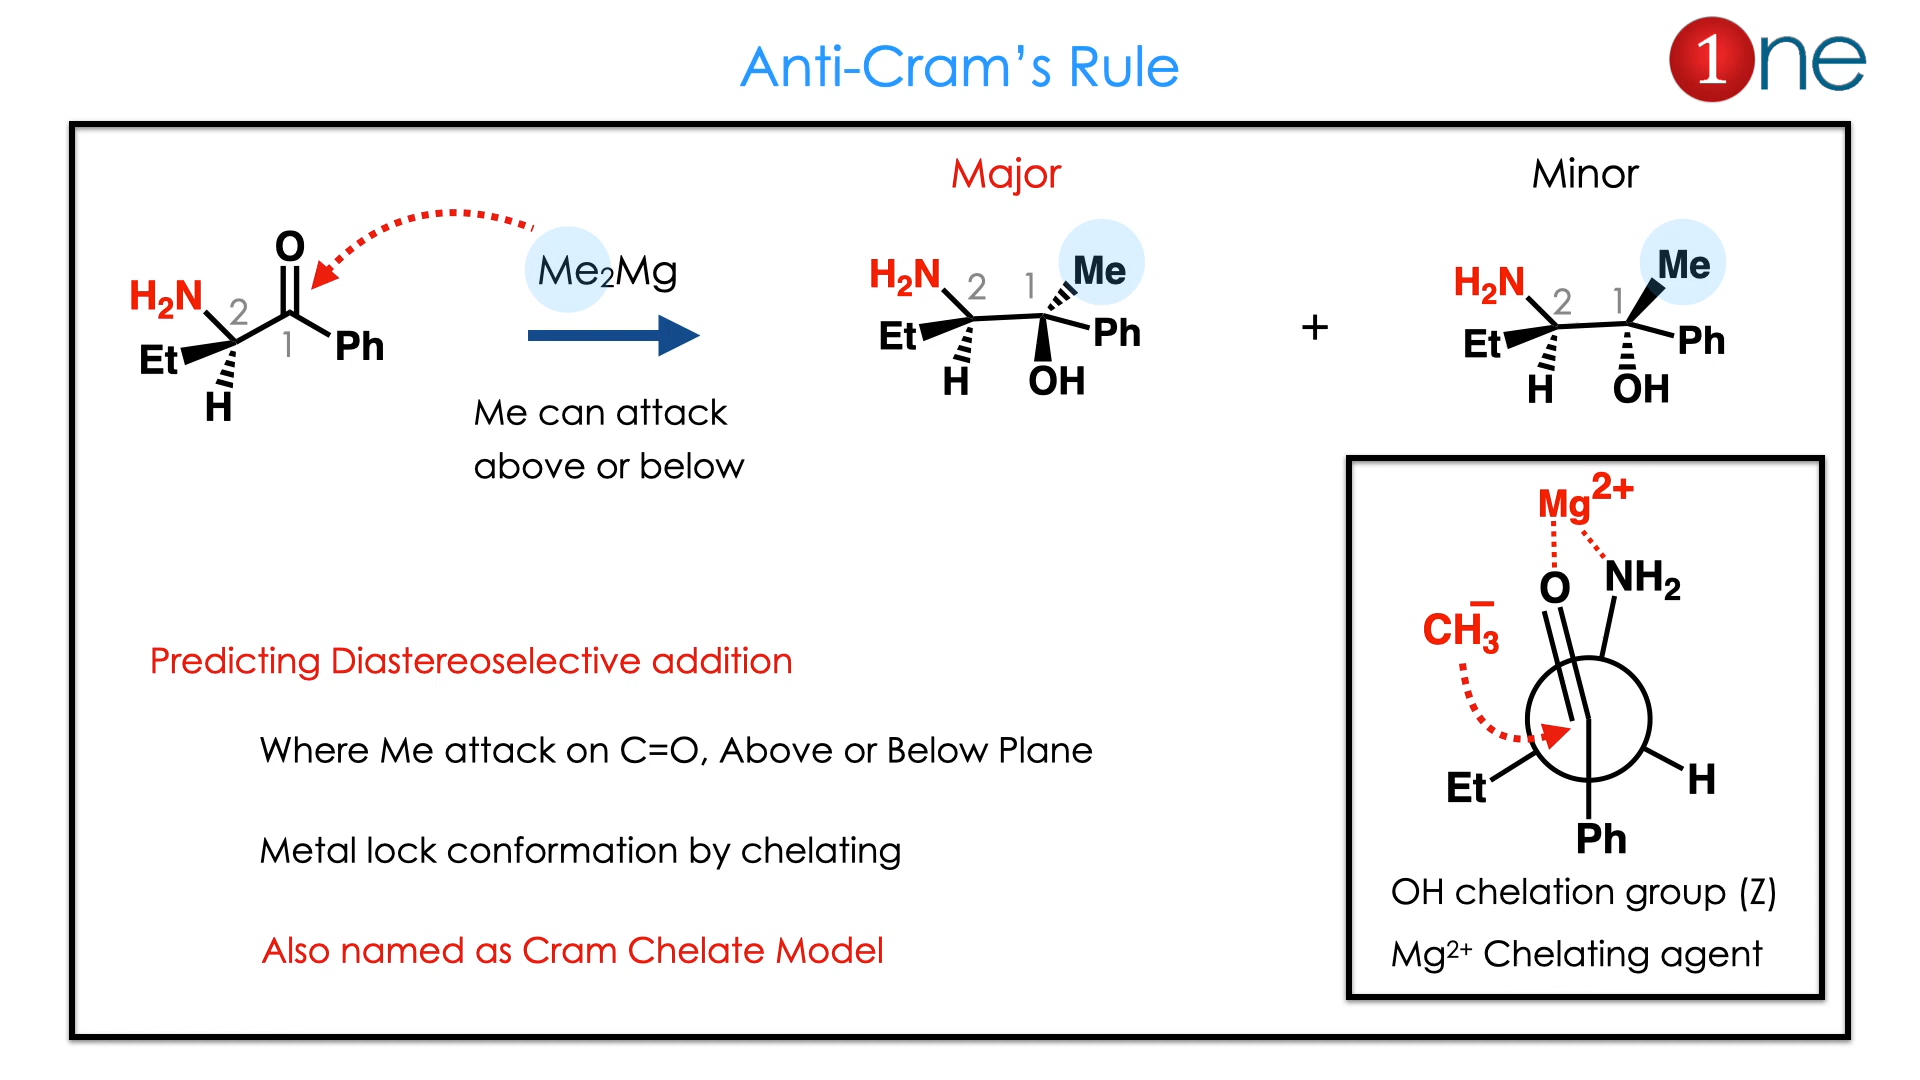 Anti-Cram's Rule
1ne
Major
Minor
O
H₂N
2
1
Et
H
Ph
Me₂Mg
Me can attack
above or below
H₂N
2
1
Me
Et
Ph
H
OH
+
H₂N
2
1
Me
Et
Ph
H
OH
Mg²⁺
O
NH₂
CH₃⁻
Et
H
Ph
OH chelation group (Z)
Mg²⁺ Chelating agent
Predicting Diastereoselective addition
Where Me attack on C=O, Above or Below Plane
Metal lock conformation by chelating
Also named as Cram Chelate Model